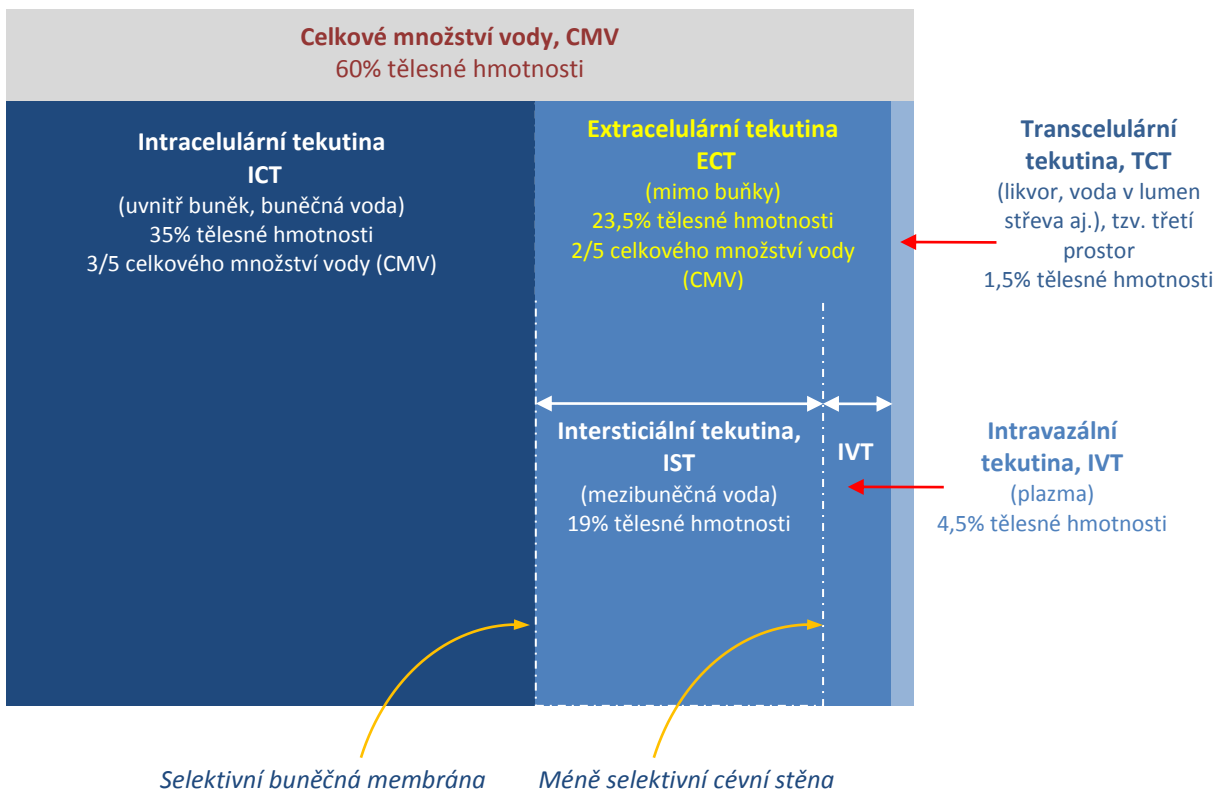 Celkové množství vody, CMV
60% tělesné hmotnosti
Intracelulární tekutina
ICT
(uvnitř buněk, buněčná voda)
35% tělesné hmotnosti
3/5 celkového množství vody (CMV)
Extracelulární tekutina
ECT
(mimo buňky)
23,5% tělesné hmotnosti
2/5 celkového množství vody
(CMV)
Transcelulární
tekutina, TCT
(likvor, voda v lumen
střeva aj.), tzv. třetí
prostor
1,5% tělesné hmotnosti
Intersticiální tekutina,
IST
(mezibuněčná voda)
19% tělesné hmotnosti
IVT
Intravazální
tekutina, IVT
(plazma)
4,5% tělesné hmotnosti
Selektivní buněčná membrána
Méně selektivní cévní stěna